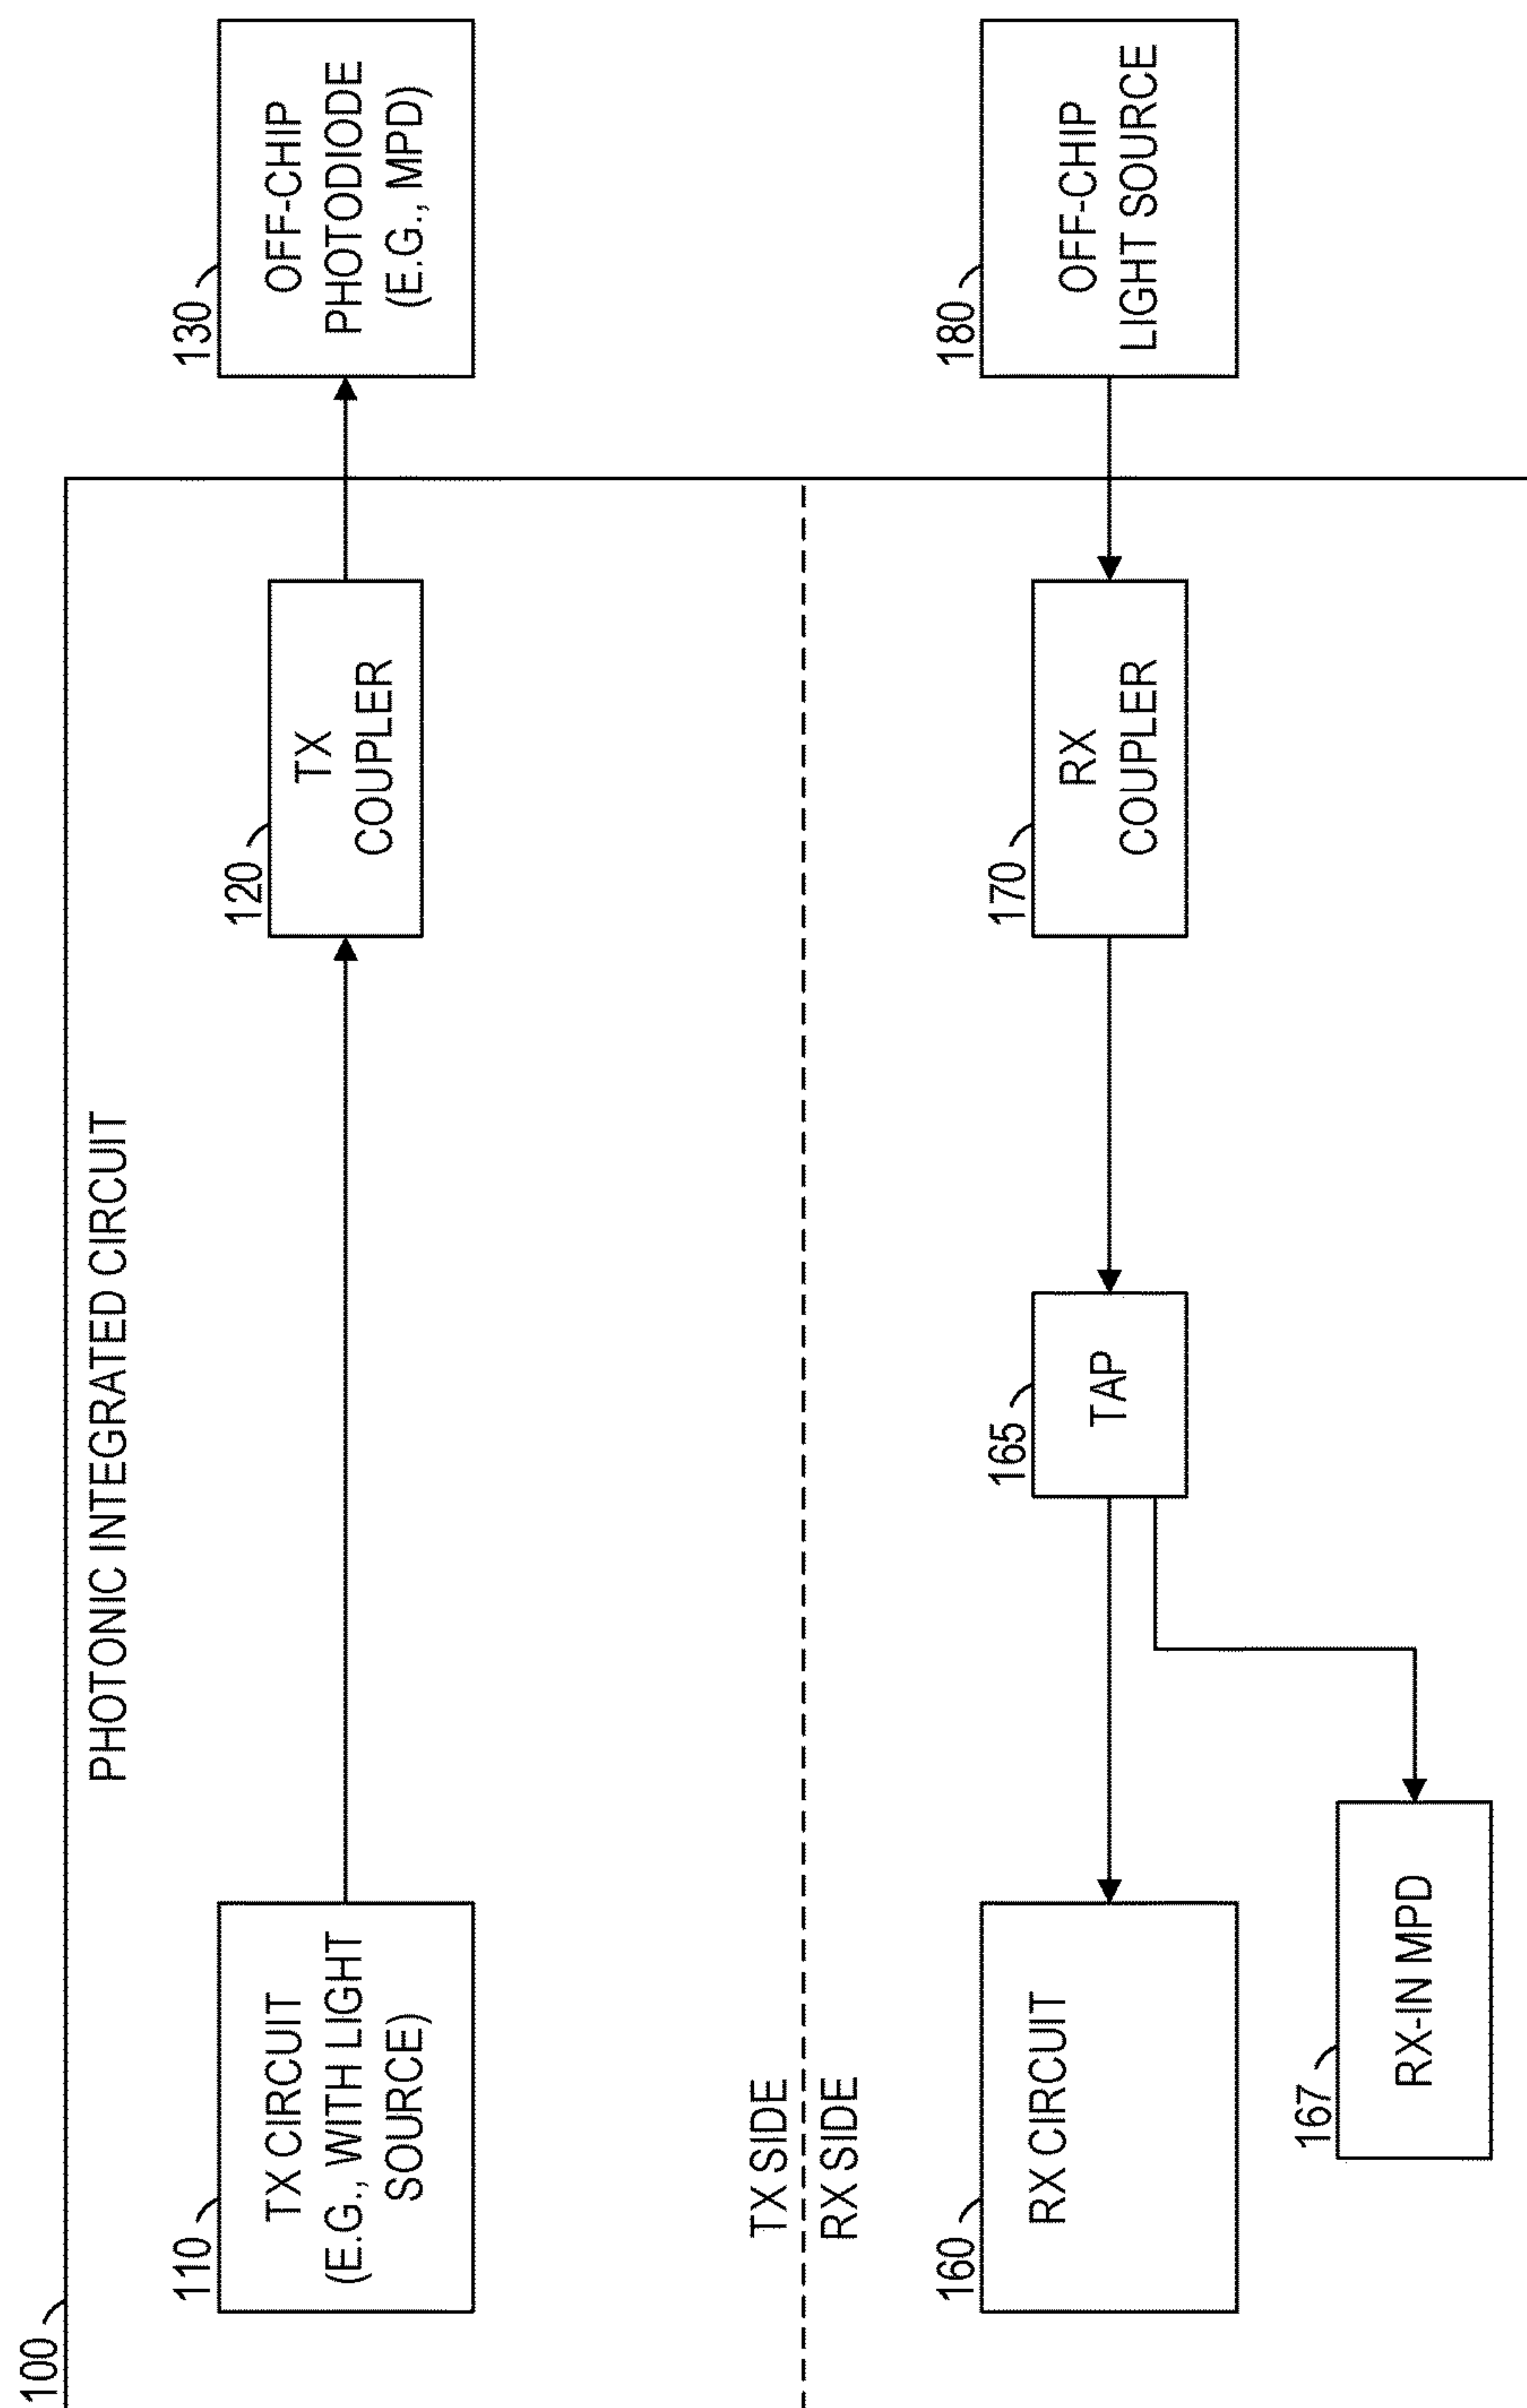 100
PHOTONIC INTEGRATED CIRCUIT
110
TX CIRCUIT
(E.G., WITH LIGHT
SOURCE)
120
TX
COUPLER
130
OFF-CHIP
PHOTODIODE
(E.G., MPD)
TX SIDE
RX SIDE
160
RX CIRCUIT
165
TAP
170
RX
COUPLER
180
OFF-CHIP
LIGHT SOURCE
167
RX-IN MPD